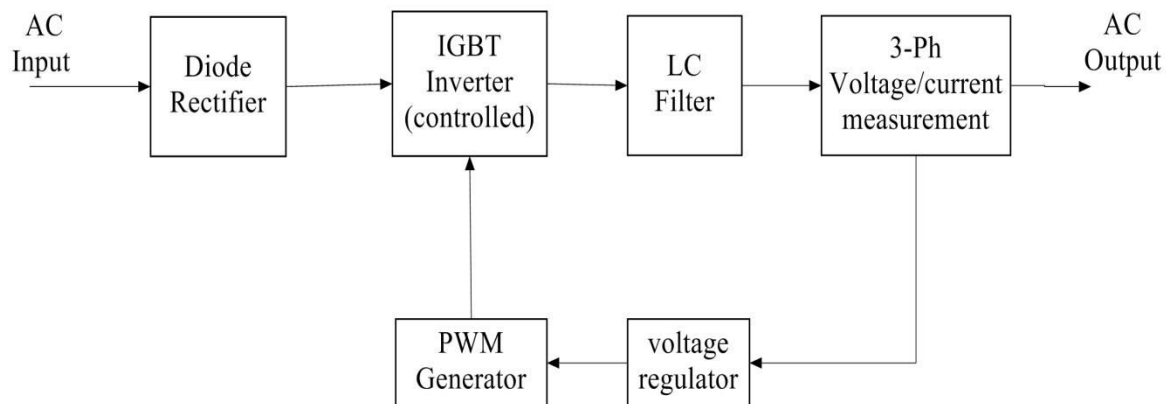 AC
Input
Diode
Rectifier
IGBT
Inverter
(controlled)
LC
Filter
3-Ph
Voltage/current
measurement
AC
Output
PWM
Generator
voltage
regulator